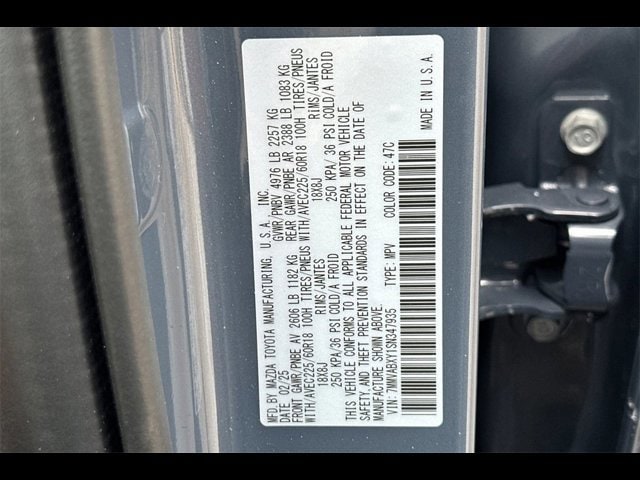 MFD.BY MAZDA TOYOTA MANUFACTURING, U.S.A., INC.
DATE 02/25 GVWR/PNBV 4976 LB 2257 KG
FRONT GAWR/PNBE AV 2606 LB 1182 KG REAR GAWR/PNBE AR 2388 LB 1083 KG
WITH/AVEC225/60R18 100H TIRES/PNEUS WITH/AVEC225/60R18 100H TIRES/PNEUS
18X8J RIMS/JANTES 18X8J RIMS/JANTES
250 KPA/36 PSI COLD/A FROID 250 KPA/ 36 PSI COLD/A FROID
THIS VEHICLE CONFORMS TO ALL APPLICABLE FEDERAL MOTOR VEHICLE
SAFETY,AND THEFT PREVENTION STANDARDS IN EFFECT ON THE DATE OF
MANUFACTURE SHOWN ABOVE.
VIN: 7MMVABXY1SN347935 TYPE: MPV COLOR CODE: 47C
MADE IN U.S.A.